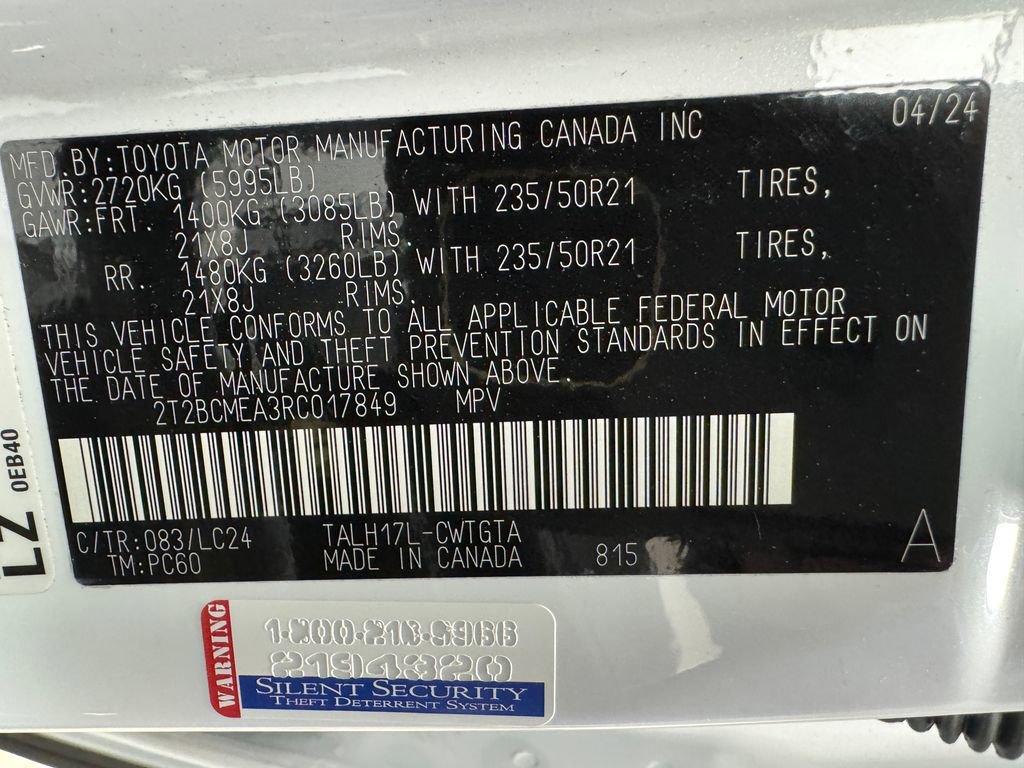 04/24
MFD.BY:TOYOTA MOTOR MANUFACTURING CANADA INC
GVWR:2720KG (5995LB)
GAWR:FRT. 1400KG (3085LB) WITH 235/50R21 TIRES,
21X8J RIMS.
RR. 1480KG (3260LB) WITH 235/50R21 TIRES,
21X8J RIMS.
THIS VEHICLE CONFORMS TO ALL APPLICABLE FEDERAL MOTOR
VEHICLE SAFETY AND THEFT PREVENTION STANDARDS IN EFFECT ON
THE DATE OF MANUFACTURE SHOWN ABOVE.
2T2BCMEA3RC017849 MPV
C/TR:083/LC24 TALH17L-CWTGTA
TM:PC60 MADE IN CANADA 815 A
LZ 0EB40
WARNING
1-800-213-5966
2194320
SILENT SECURITY
THEFT DETERRENT SYSTEM